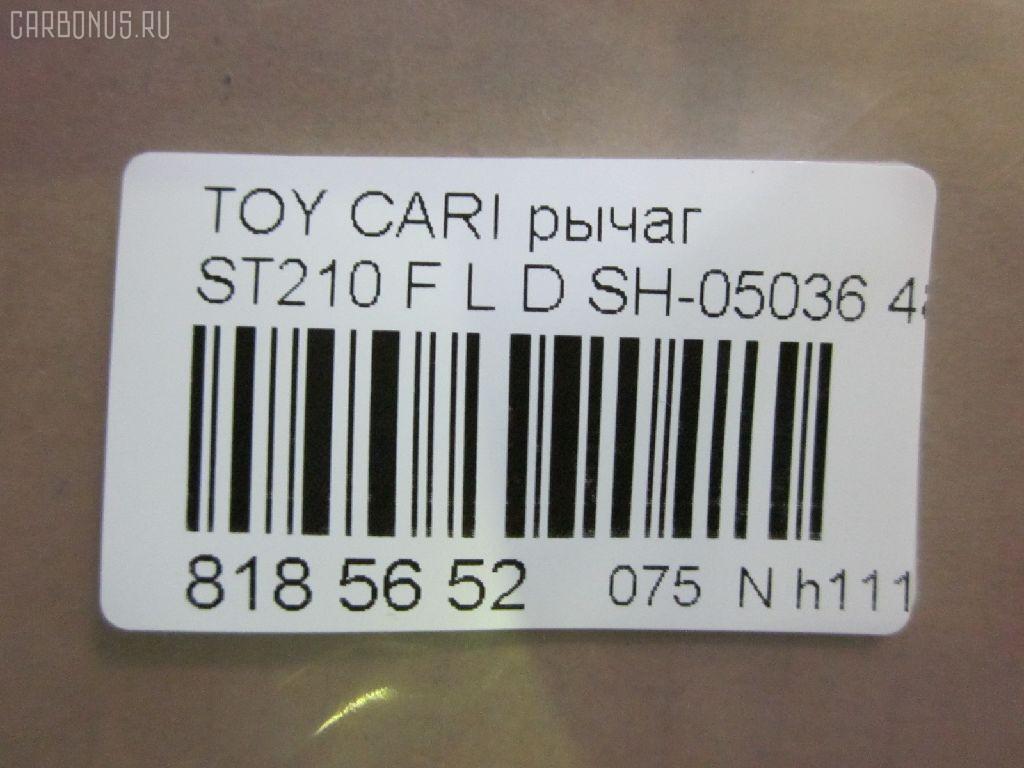 CARBONUS.RU
TOY CARI рычаг
ST210 F L D SH-05036
818 56 52 075 N h111